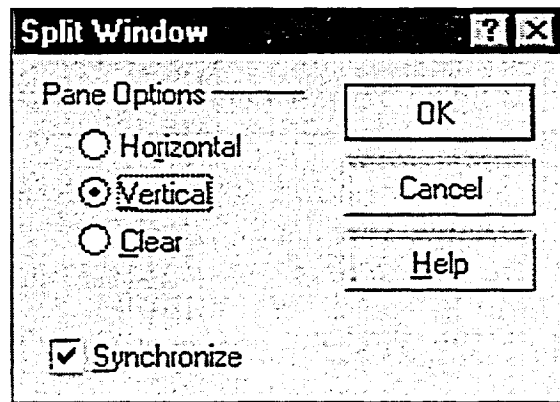 Split Window
Pane Options
OK
Horizontal
Vertical
Cancel
Clear
Help
Synchronize